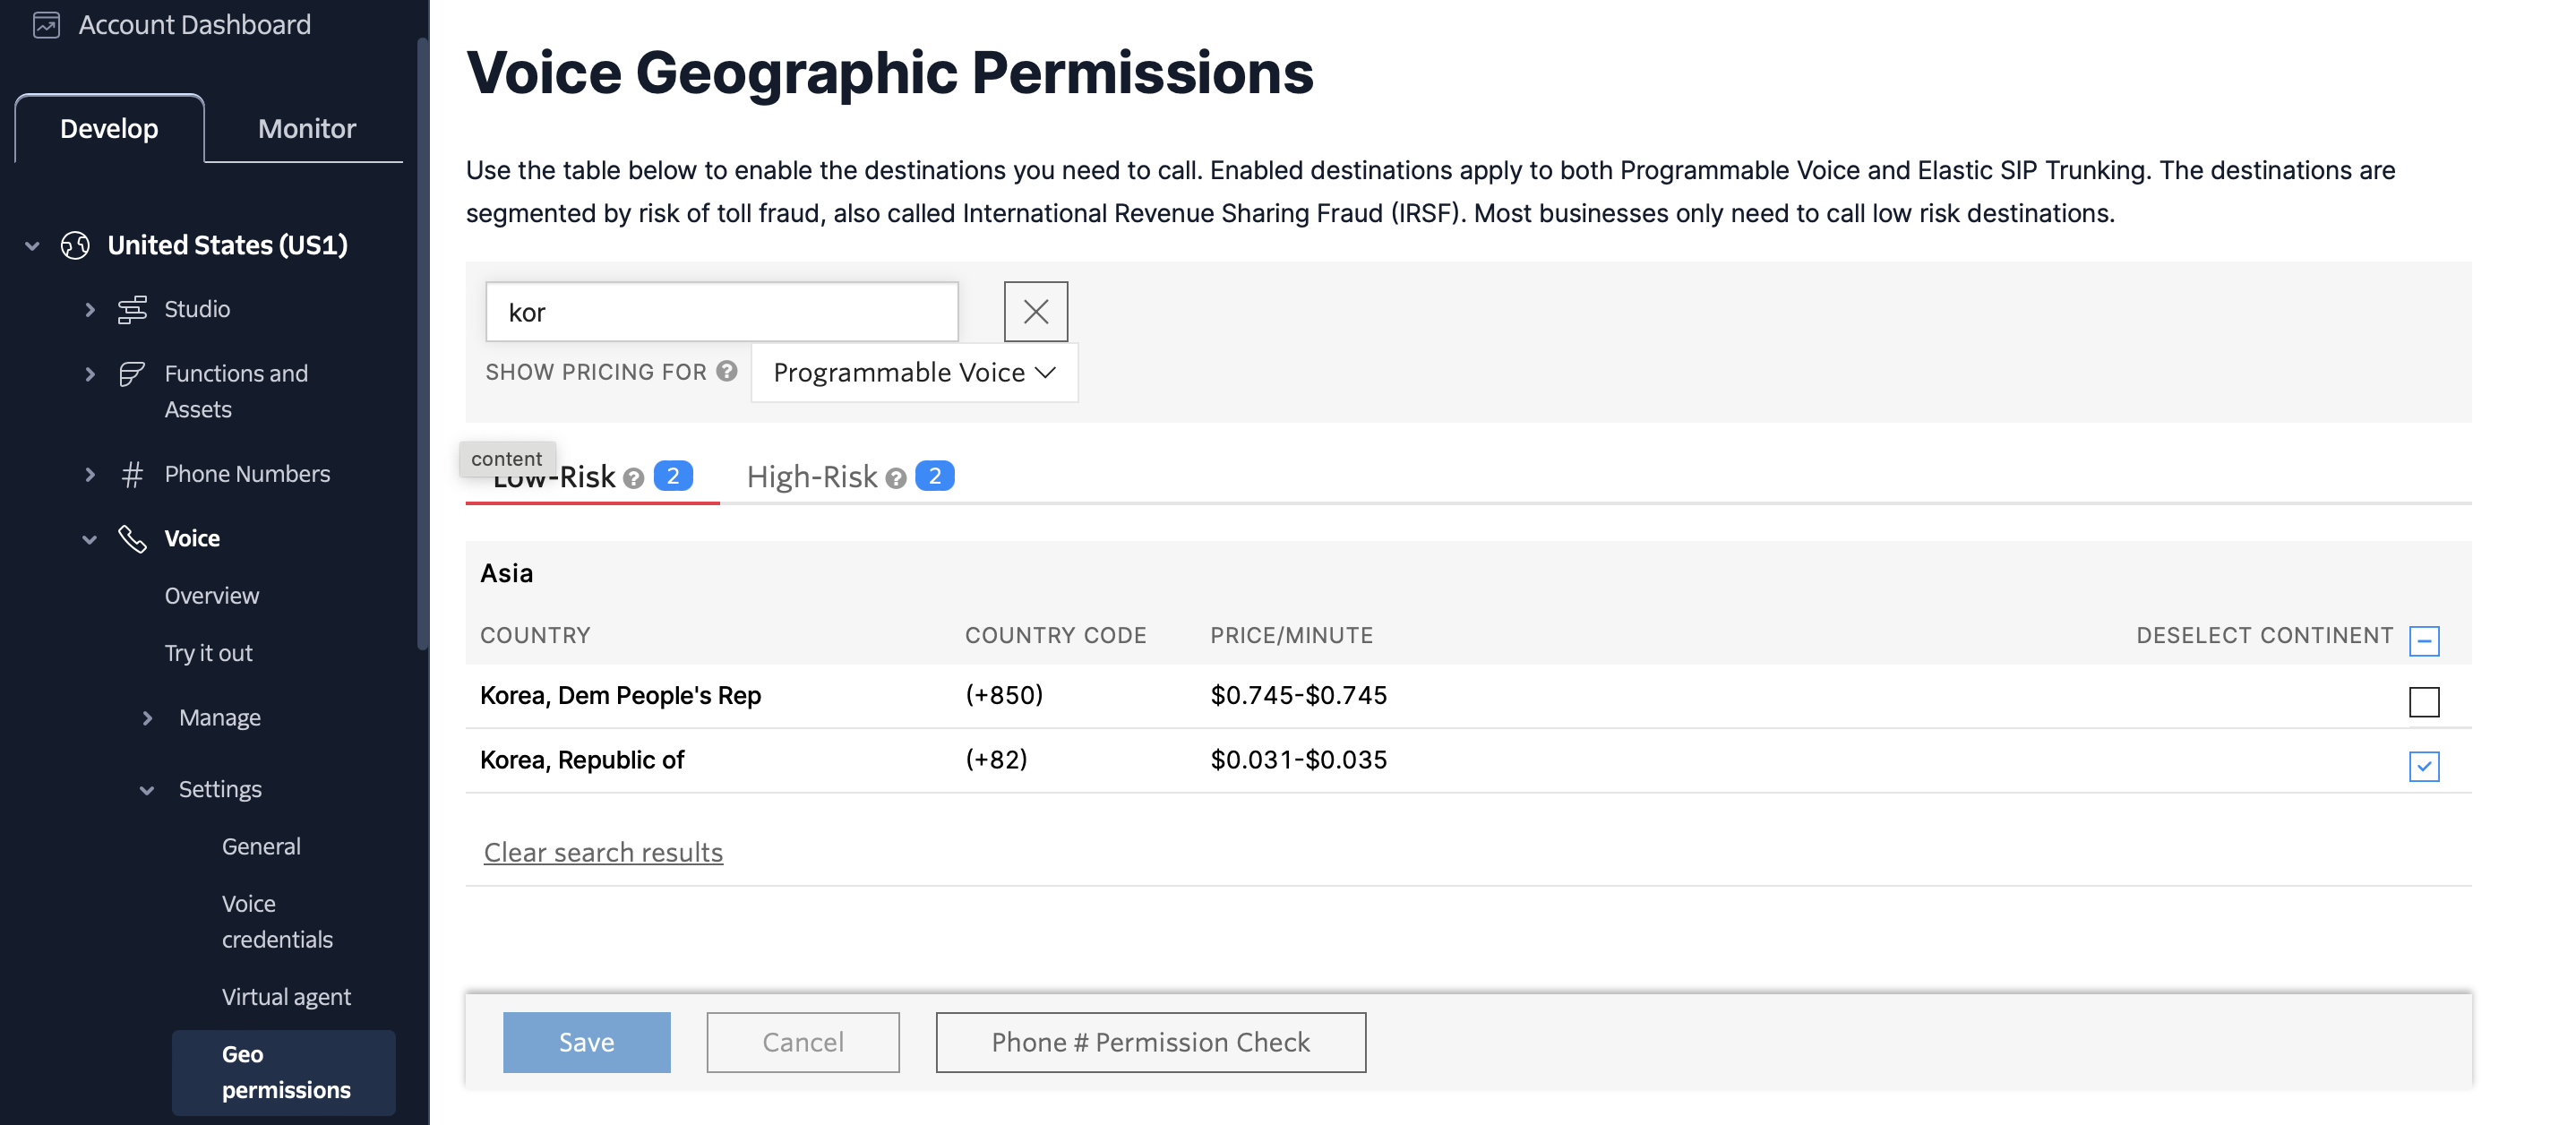 Account Dashboard
Develop
Monitor
United States (US1)
Studio
Functions and
Assets
Phone Numbers
Voice
Overview
Try it out
Manage
Settings
General
Voice
credentials
Virtual agent
Geo
permissions
Voice Geographic Permissions
Use the table below to enable the destinations you need to call. Enabled destinations apply to both Programmable Voice and Elastic SIP Trunking. The destinations are
segmented by risk of toll fraud, also called International Revenue Sharing Fraud (IRSF). Most businesses only need to call low risk destinations.
kor
SHOW PRICING FOR ? Programmable Voice
content
Low-Risk ? 2 High-Risk ? 2
Asia
COUNTRY COUNTRY CODE PRICE/MINUTE DESELECT CONTINENT
Korea, Dem People's Rep (+850) $0.745-$0.745
Korea, Republic of (+82) $0.031-$0.035
Clear search results
Save Cancel Phone # Permission Check